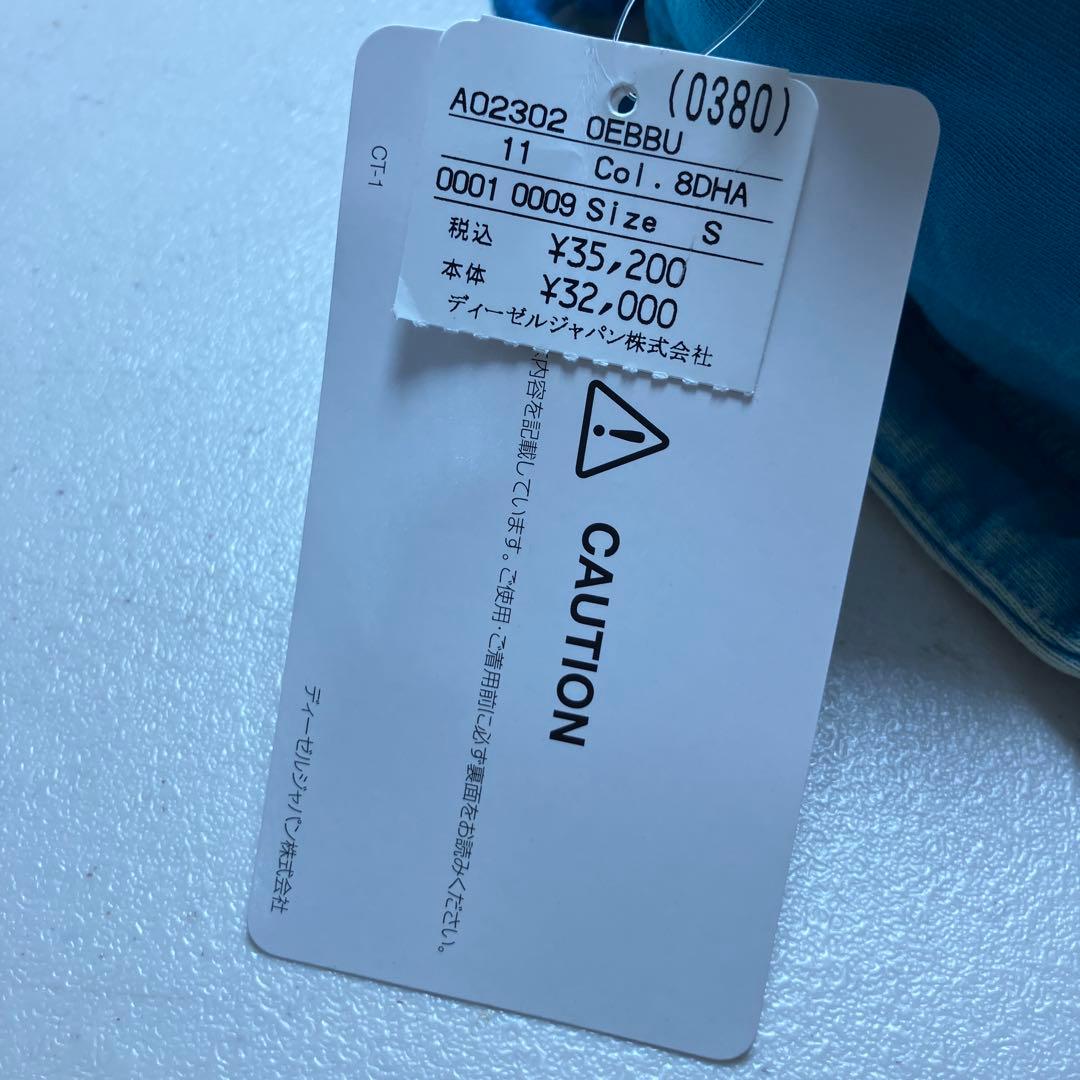 (0380)
A02302 0EBBU
11 Col. 8DHA
0001 0009 Size S
税込 ¥35,200
本体 ¥32,000
ディーゼルジャパン株式会社
CAUTION
内容を記載しています。ご使用・ご着用前に必ず裏面をお読みください。
CT-1
ディーゼルジャパン株式会社